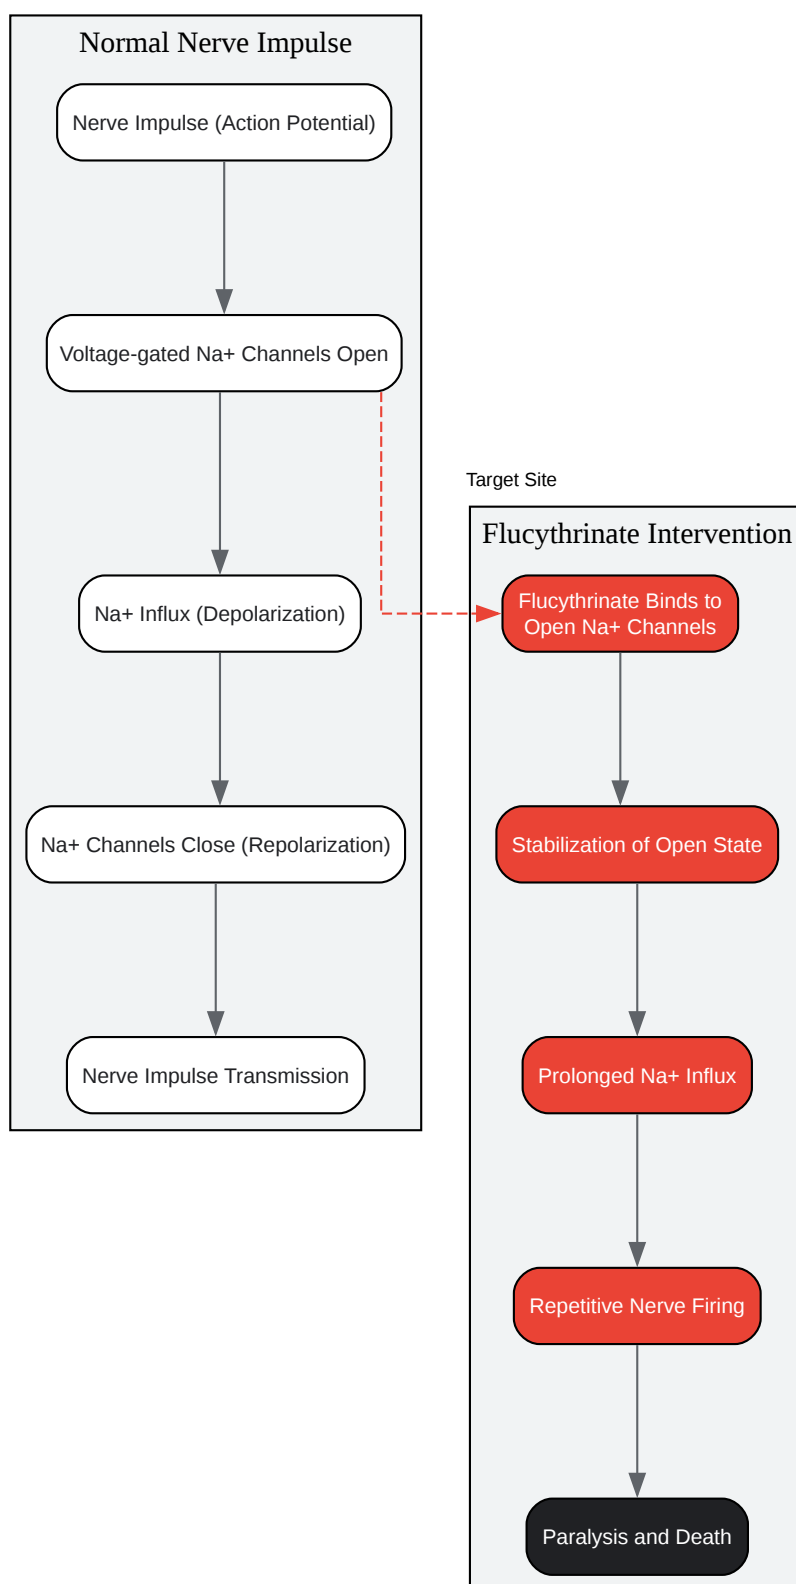 Normal Nerve Impulse
Nerve Impulse (Action Potential)
Voltage-gated Na+ Channels Open
Na+ Influx (Depolarization)
Na+ Channels Close (Repolarization)
Nerve Impulse Transmission
Target Site
Flucythrinate Intervention
Flucythrinate Binds to
Open Na+ Channels
Stabilization of Open State
Prolonged Na+ Influx
Repetitive Nerve Firing
Paralysis and Death